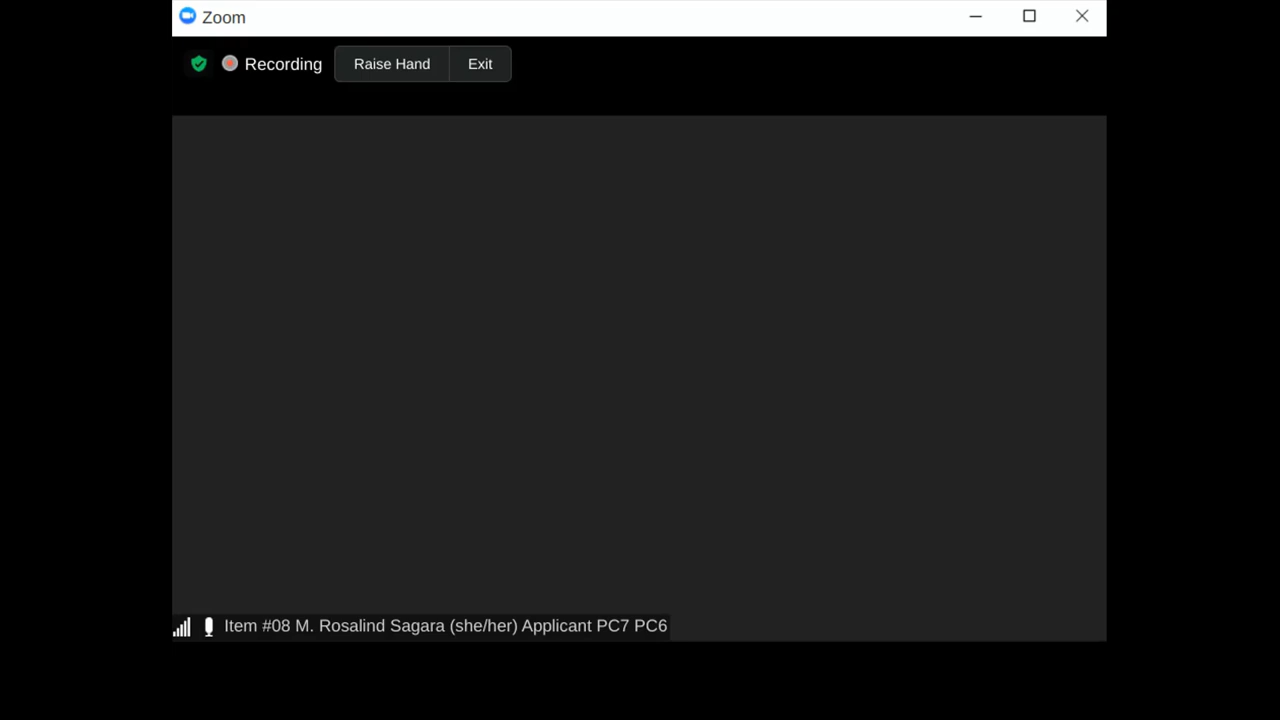 Zoom
Recording
Raise Hand
Exit
Item #08 M. Rosalind Sagara (she/her) Applicant PC7 PC6